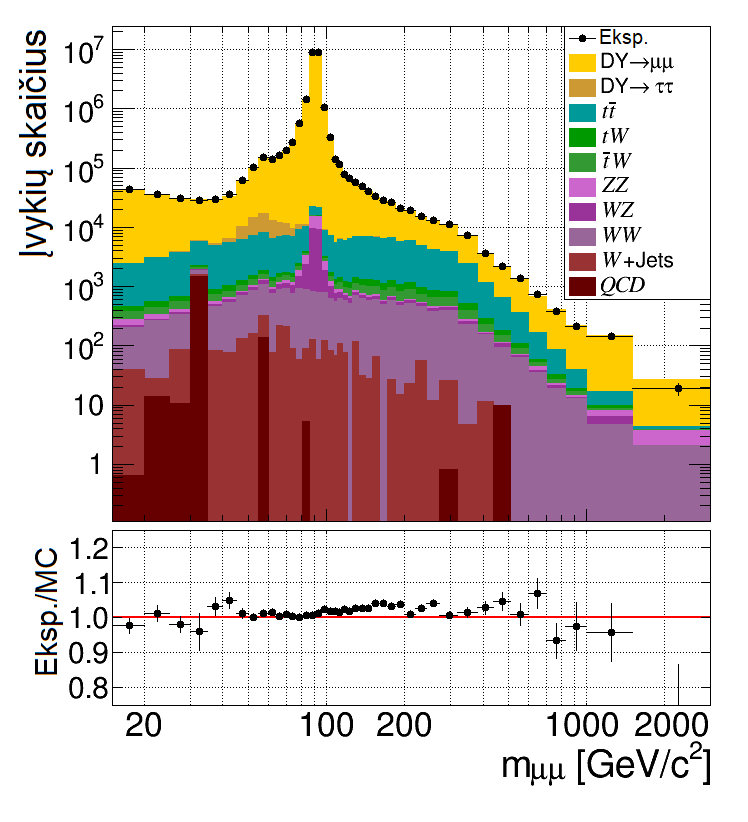 Įvykių skaičius
10⁷
10⁶
10⁵
10⁴
10³
10²
10
1
Eksp.
DY→μμ
DY→ ττ
tt̄
tW
t̄W
ZZ
WZ
WW
W+Jets
QCD
Eksp./MC
1.2
1.1
1.0
0.9
0.8
20 100 200 1000 2000
mμμ [GeV/c²]